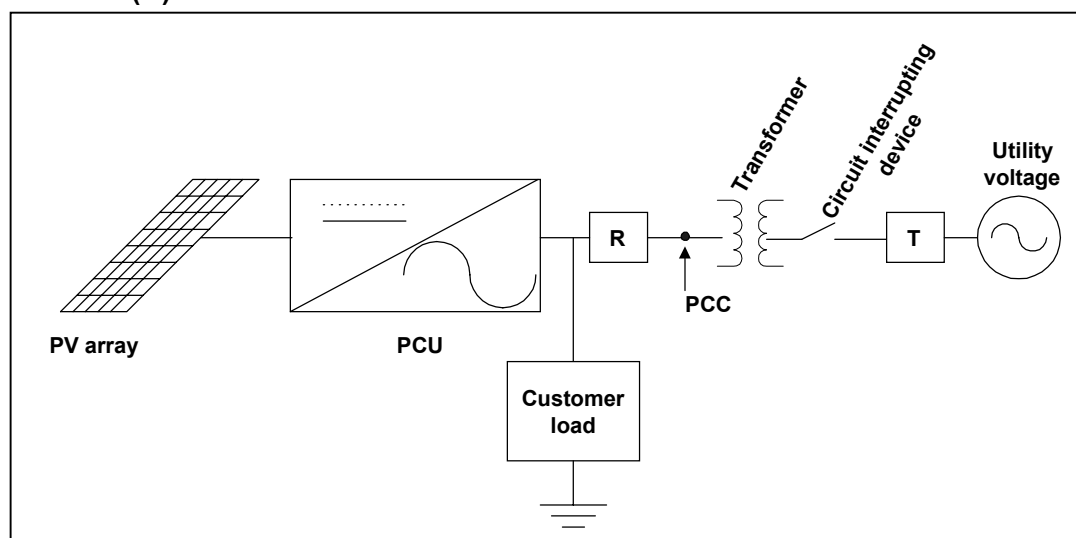 Transformer
Circuit interrupting
device
Utility
voltage
R
T
PCC
PV array
PCU
Customer
load